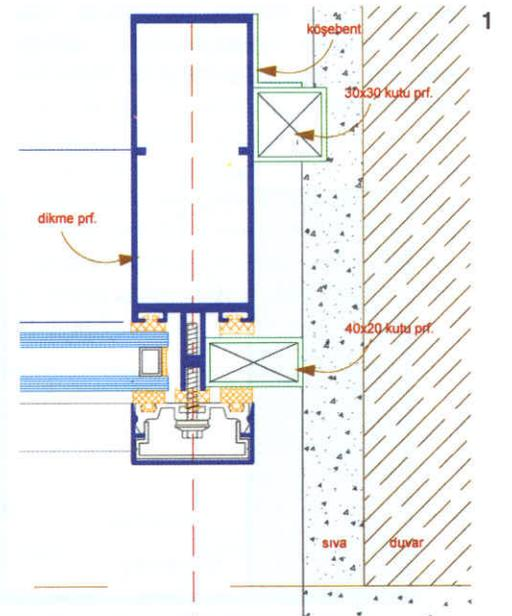 1
köşebent
30x30 kutu prf.
dikme prf.
40x20 kutu prf.
sıva
duvar